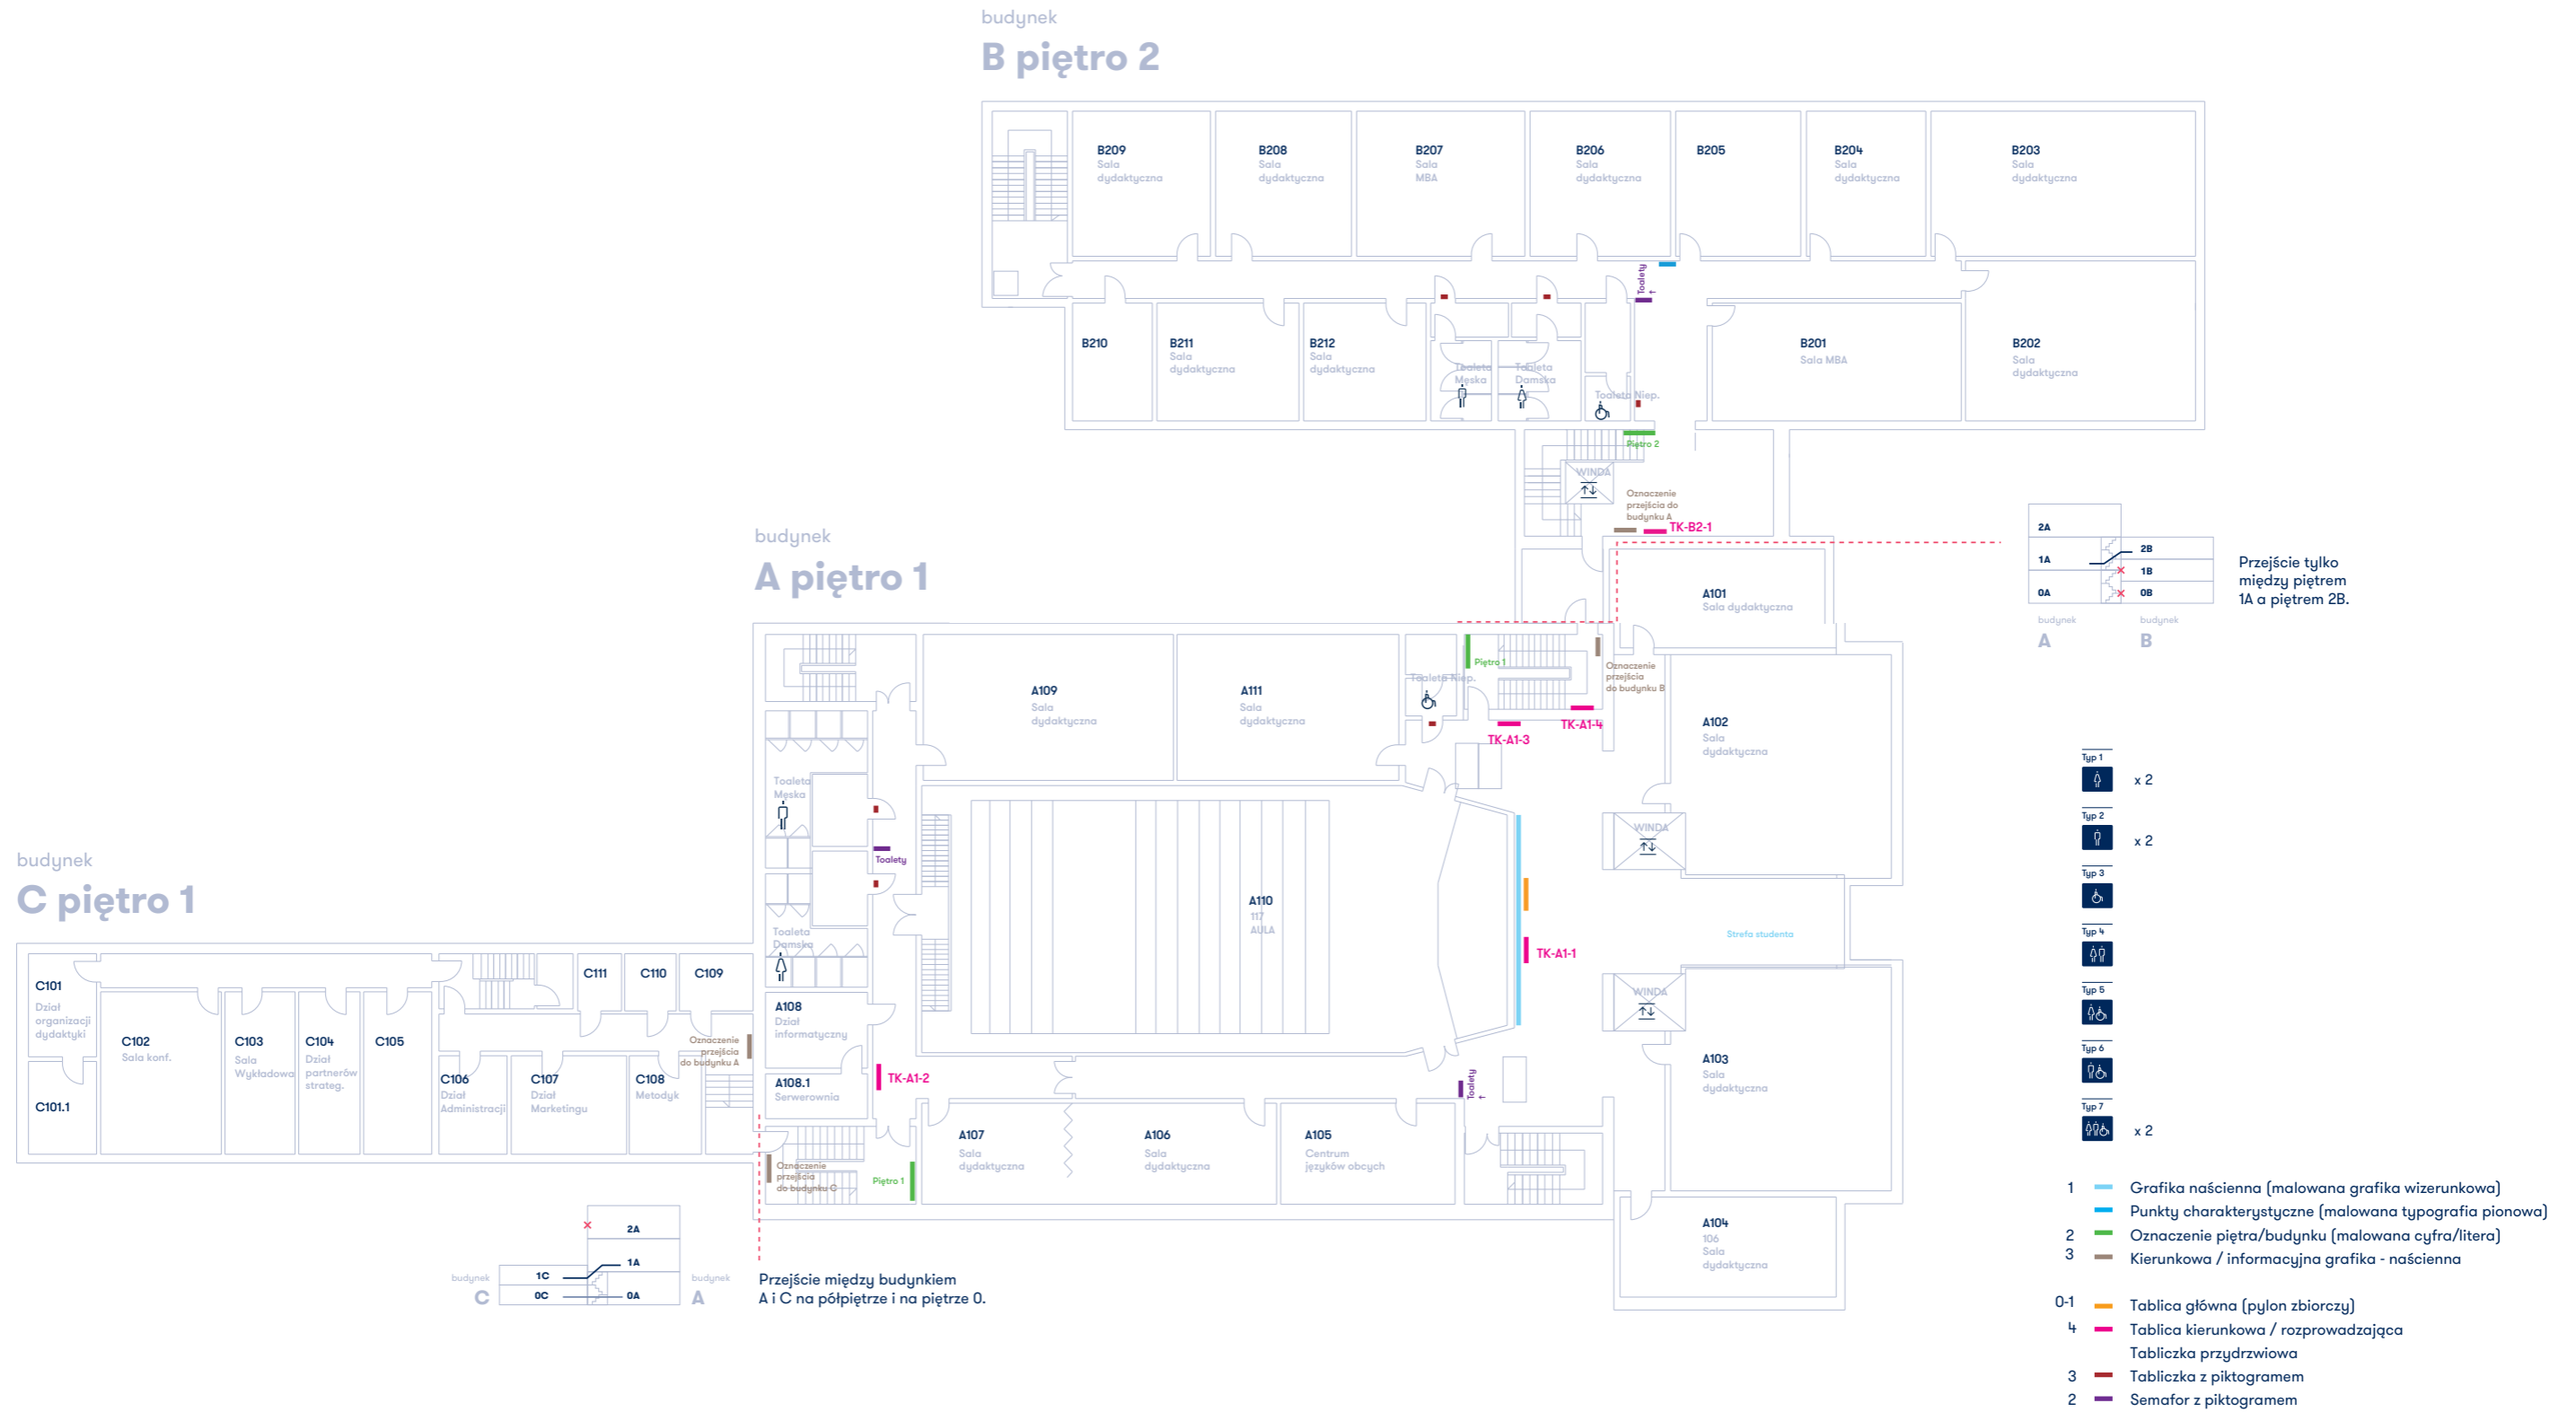 budynek
B piętro 2
B209
Sala
dydaktyczna
B208
Sala
dydaktyczna
B207
Sala
MBA
B206
Sala
dydaktyczna
B205
B204
Sala
dydaktyczna
B203
Sala
dydaktyczna
Toalety
↑
B210
B211
Sala
dydaktyczna
B212
Sala
dydaktyczna
Toaleta
Męska
Toaleta
Damska
Toaleta Niep.
B201
Sala MBA
B202
Sala
dydaktyczna
Piętro 2
WINDA
Oznaczenie
przejścia do
budynku A
TK-B2-1
2A
1A
0A
2B
1B
0B
budynek
A
budynek
B
Przejście tylko
między piętrem
1A a piętrem 2B.
budynek
A piętro 1
A101
Sala dydaktyczna
A109
Sala
dydaktyczna
A111
Sala
dydaktyczna
Toaleta Niep.
Piętro 1
Oznaczenie
przejścia
do budynku B
TK-A1-4
TK-A1-3
A102
Sala
dydaktyczna
Toaleta
Męska
Toalety
Toaleta
Damska
A110
117
AULA
TK-A1-1
WINDA
Strefa studenta
WINDA
A108
Dział
informatyczny
A108.1
Serwerownia
TK-A1-2
A103
Sala
dydaktyczna
Toalety
↑
A107
Sala
dydaktyczna
A106
Sala
dydaktyczna
A105
Centrum
języków obcych
Oznaczenie
przejścia
do budynku C
Piętro 1
A104
106
Sala
dydaktyczna
budynek
C piętro 1
C101
Dział
organizacji
dydaktyki
C101.1
C102
Sala konf.
C103
Sala
Wykładowa
C104
Dział
partnerów
strateg.
C105
C111
C110
C109
Oznaczenie
przejścia
do budynku A
C106
Dział
Administracji
C107
Dział
Marketingu
C108
Metodyk
2A
1A
0A
1C
0C
budynek
C
budynek
A
Przejście między budynkiem
A i C na półpiętrze i na piętrze 0.
Typ 1
x 2
Typ 2
x 2
Typ 3
Typ 4
Typ 5
Typ 6
Typ 7
x 2
1 Grafika naścienna (malowana grafika wizerunkowa)
Punkty charakterystyczne (malowana typografia pionowa)
2 Oznaczenie piętra/budynku (malowana cyfra/litera)
3 Kierunkowa / informacyjna grafika - naścienna
0-1 Tablica główna (pylon zbiorczy)
4 Tablica kierunkowa / rozprowadzająca
Tabliczka przydrzwiowa
3 Tabliczka z piktogramem
2 Semafor z piktogramem